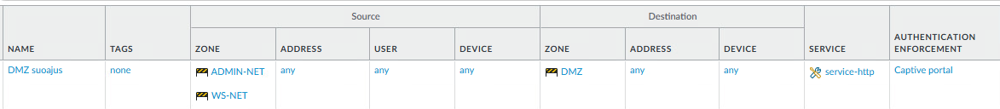 Source Destination
NAME TAGS ZONE ADDRESS USER DEVICE ZONE ADDRESS DEVICE SERVICE AUTHENTICATION ENFORCEMENT
DMZ suoajus none ADMIN-NET any any any DMZ any any service-http Captive portal
WS-NET